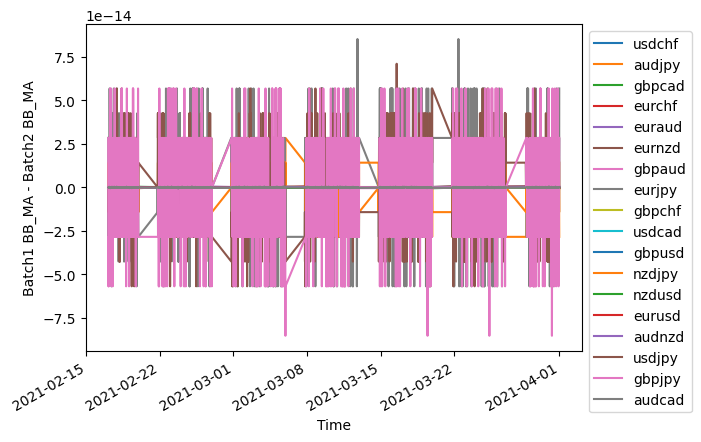 1e−14
7.5
5.0
2.5
0.0
−2.5
−5.0
−7.5
Batch1 BB_MA - Batch2 BB_MA
2021-02-15
2021-02-22
2021-03-01
2021-03-08
2021-03-15
2021-03-22
2021-04-01
Time
usdchf
audjpy
gbpcad
eurchf
euraud
eurnzd
gbpaud
eurjpy
gbpchf
usdcad
gbpusd
nzdjpy
nzdusd
eurusd
audnzd
usdjpy
gbpjpy
audcad